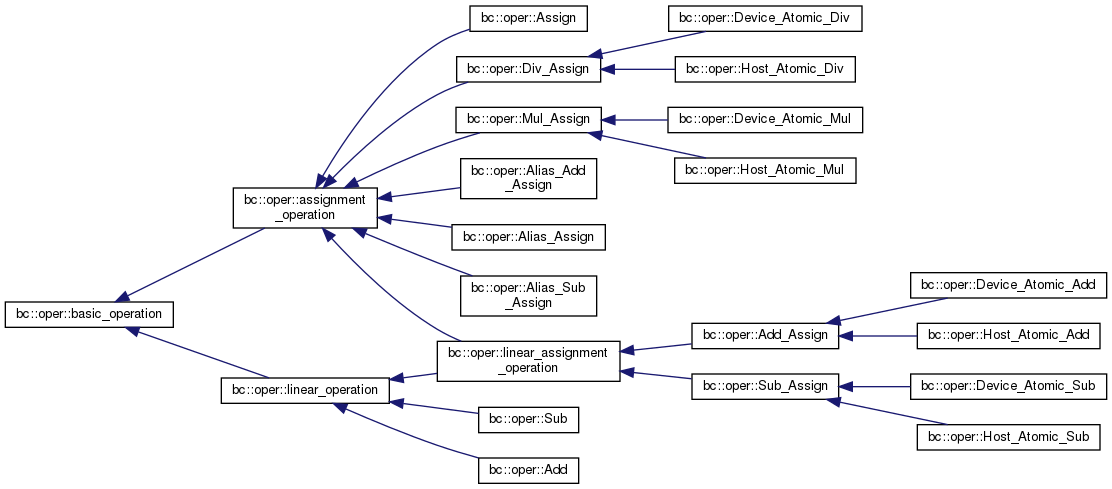 bc::oper::Assign
bc::oper::Device_Atomic_Div
bc::oper::Div_Assign
bc::oper::Host_Atomic_Div
bc::oper::Mul_Assign
bc::oper::Device_Atomic_Mul
bc::oper::Host_Atomic_Mul
bc::oper::Alias_Add
_Assign
bc::oper::assignment
_operation
bc::oper::Alias_Assign
bc::oper::Alias_Sub
_Assign
bc::oper::Device_Atomic_Add
bc::oper::basic_operation
bc::oper::Add_Assign
bc::oper::Host_Atomic_Add
bc::oper::linear_assignment
_operation
bc::oper::linear_operation
bc::oper::Sub_Assign
bc::oper::Device_Atomic_Sub
bc::oper::Sub
bc::oper::Host_Atomic_Sub
bc::oper::Add